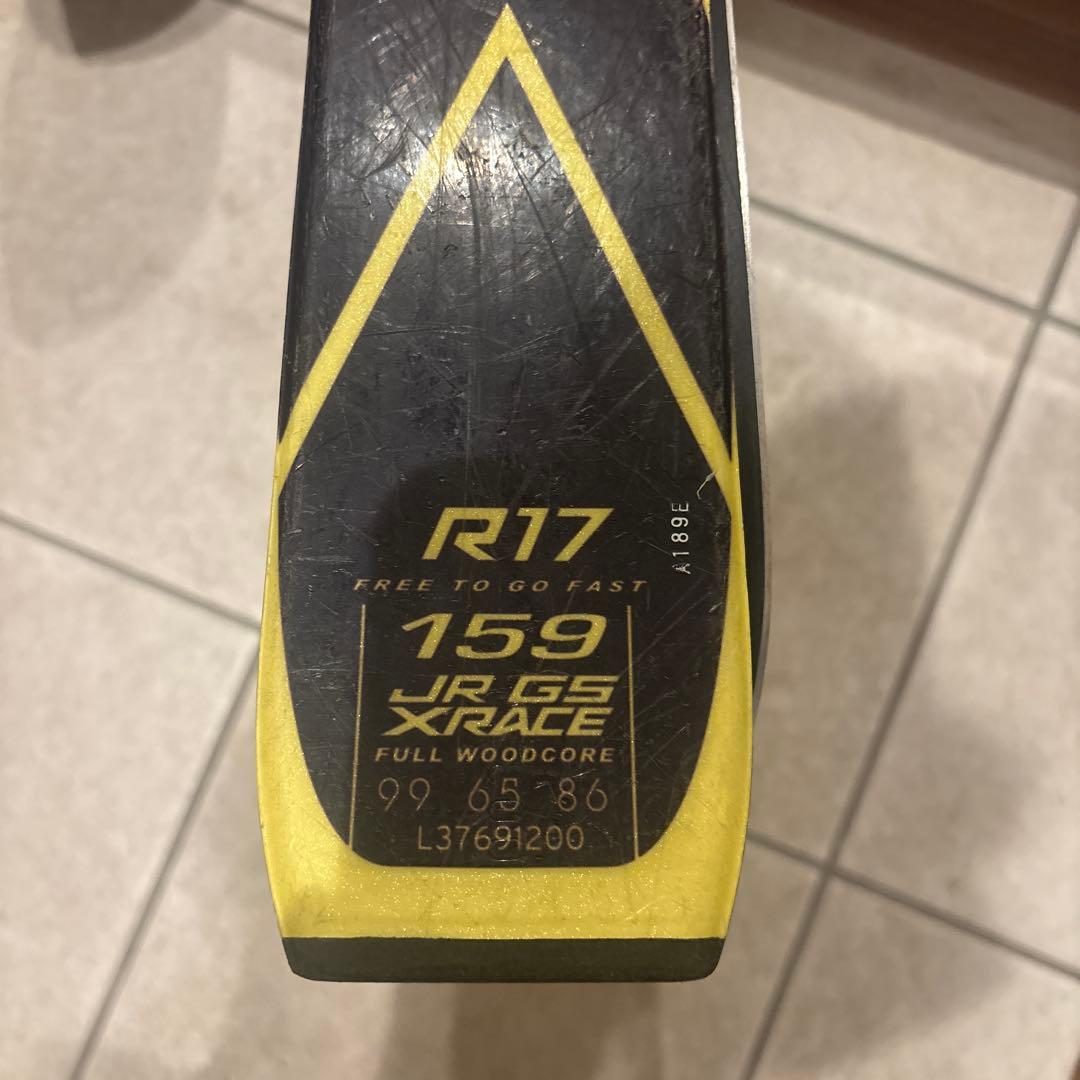 R17
FREE TO GO FAST
159
JR GS
XRACE
FULL WOODCORE
99 65 86
L37691200
A189E